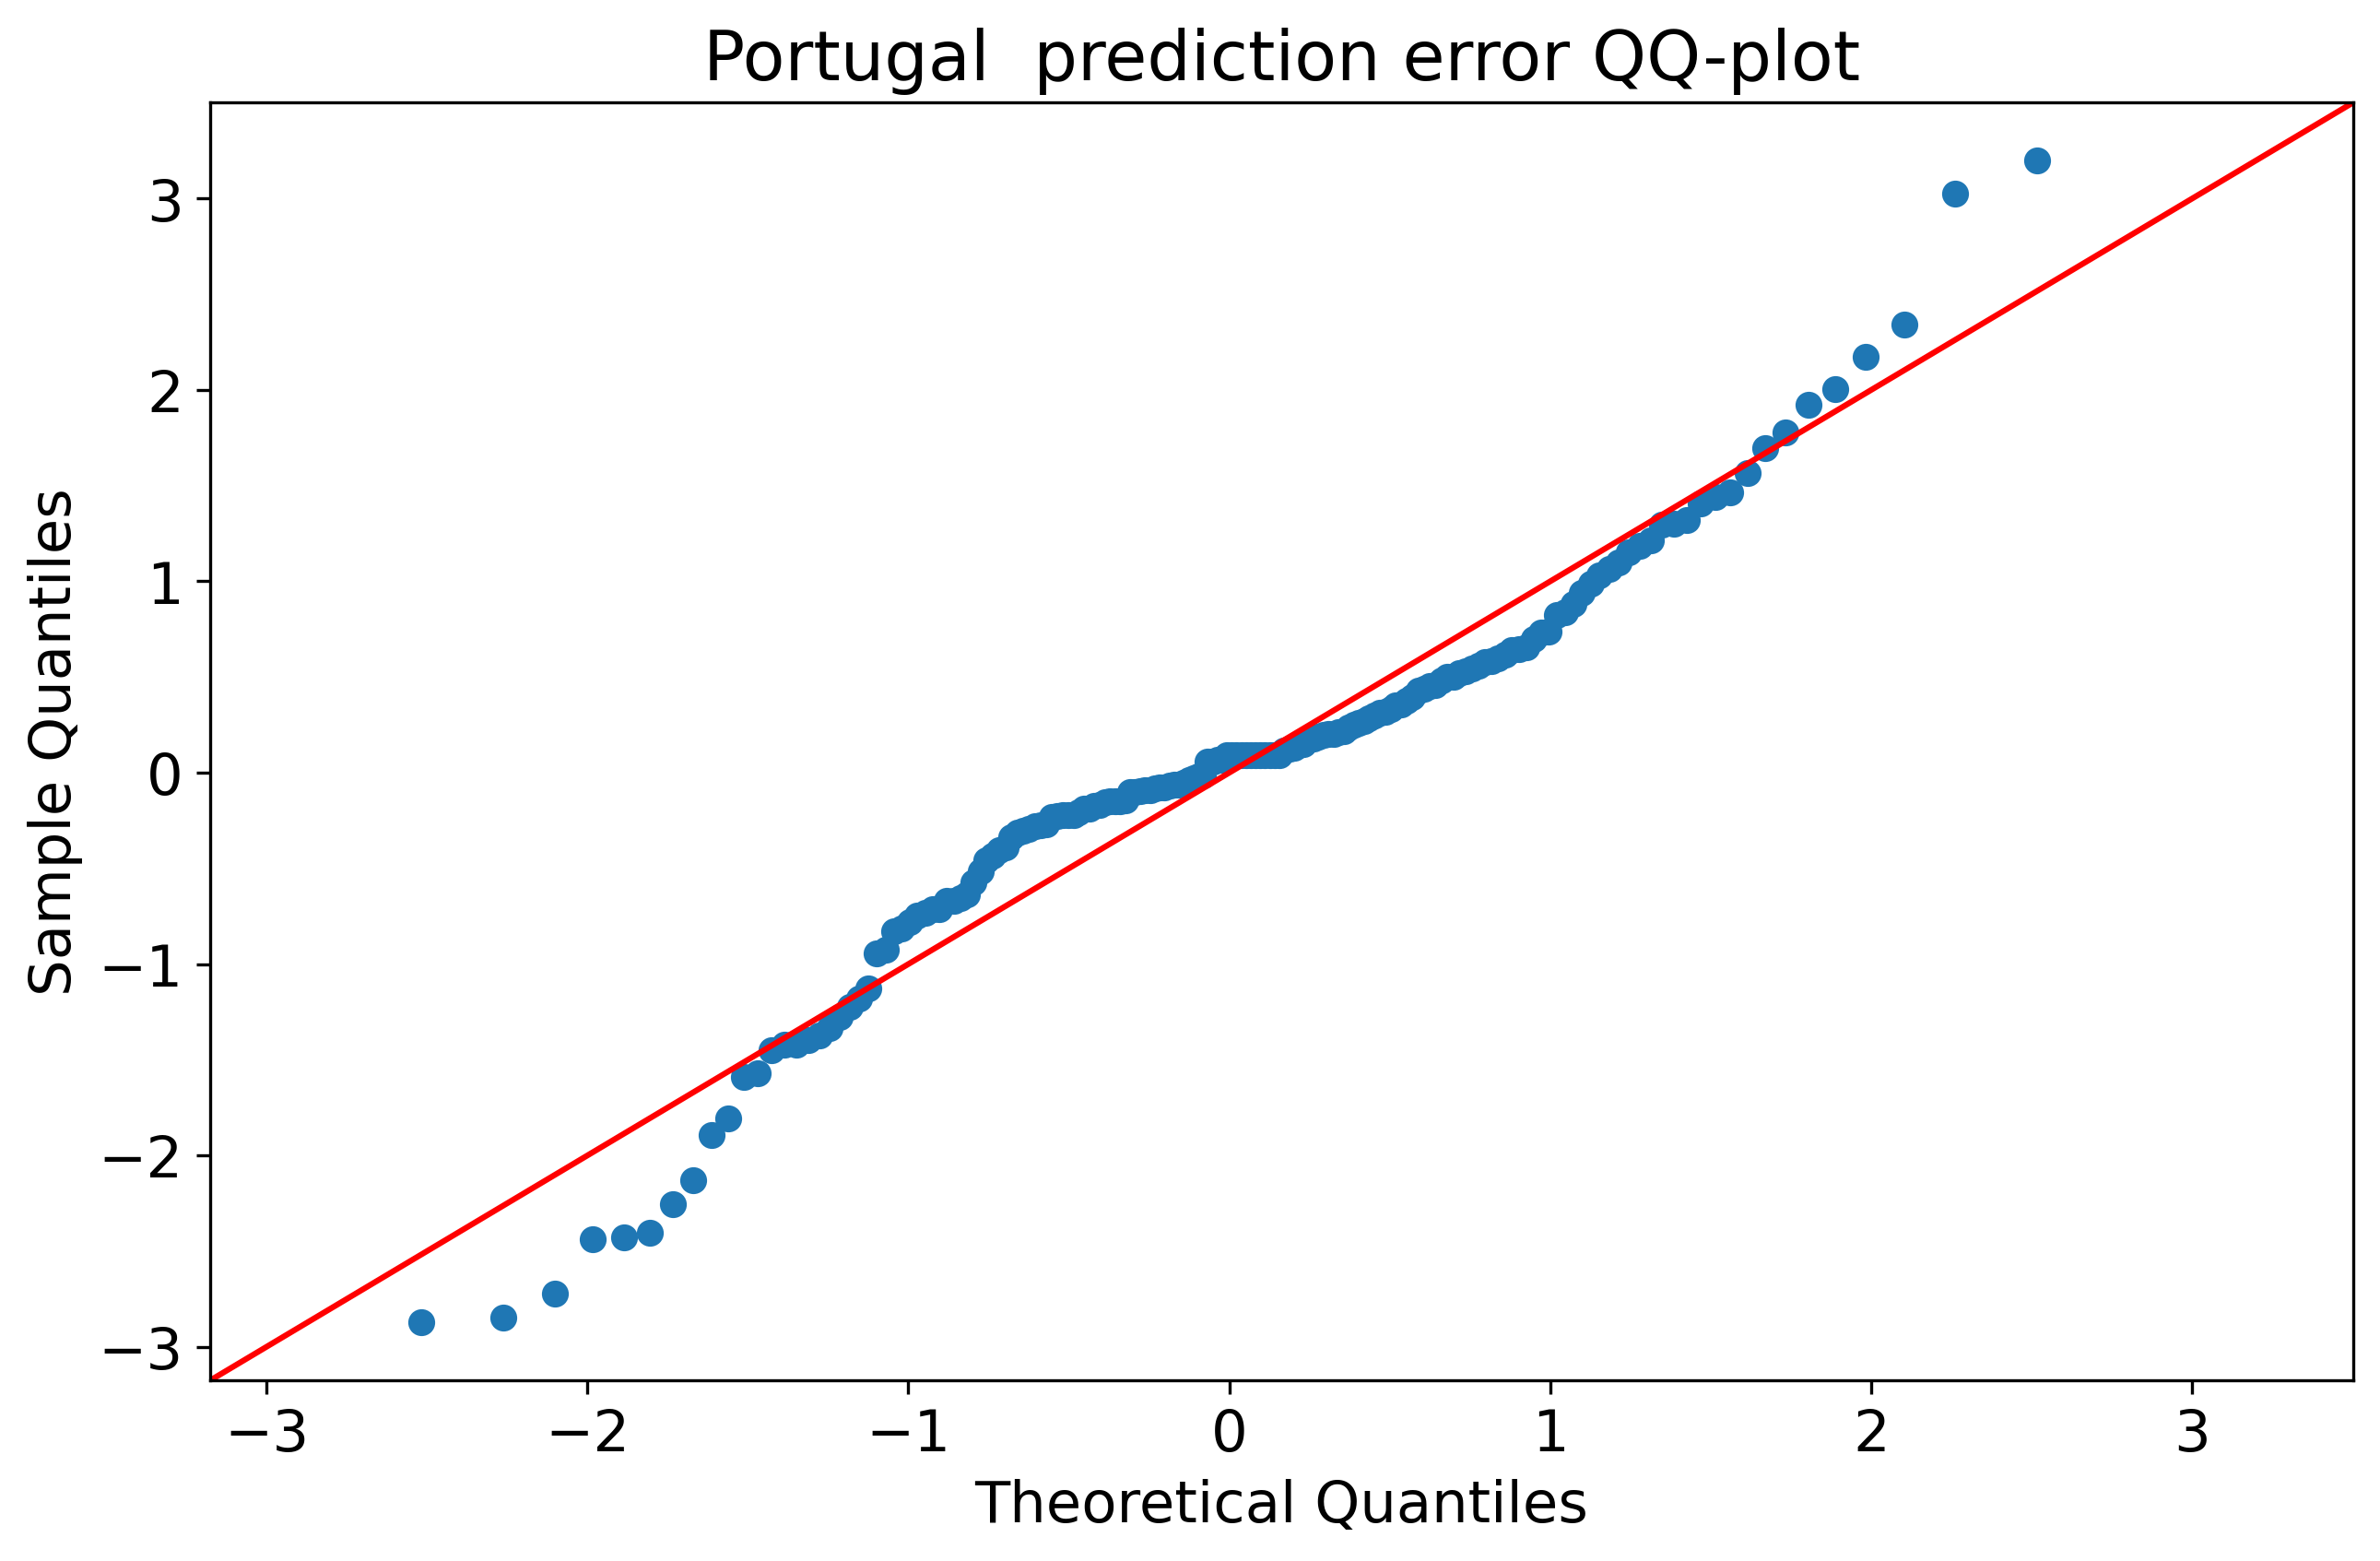 Portugal  prediction error QQ-plot
3
2
1
0
−1
−2
−3
Sample Quantiles
−3 −2 −1 0 1 2 3
Theoretical Quantiles